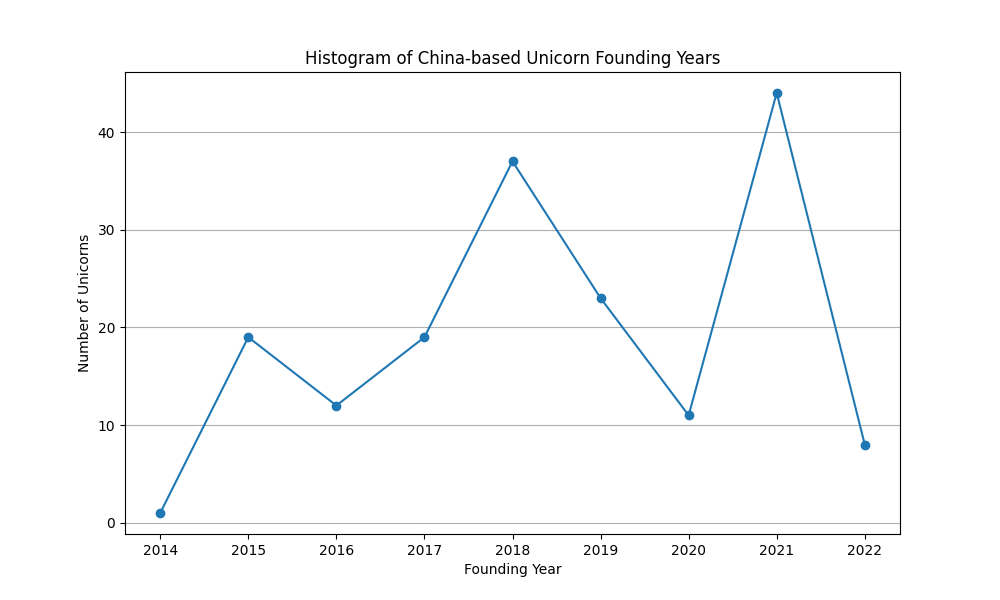 Histogram of China-based Unicorn Founding Years
Number of Unicorns
40
30
20
10
0
2014 2015 2016 2017 2018 2019 2020 2021 2022
Founding Year